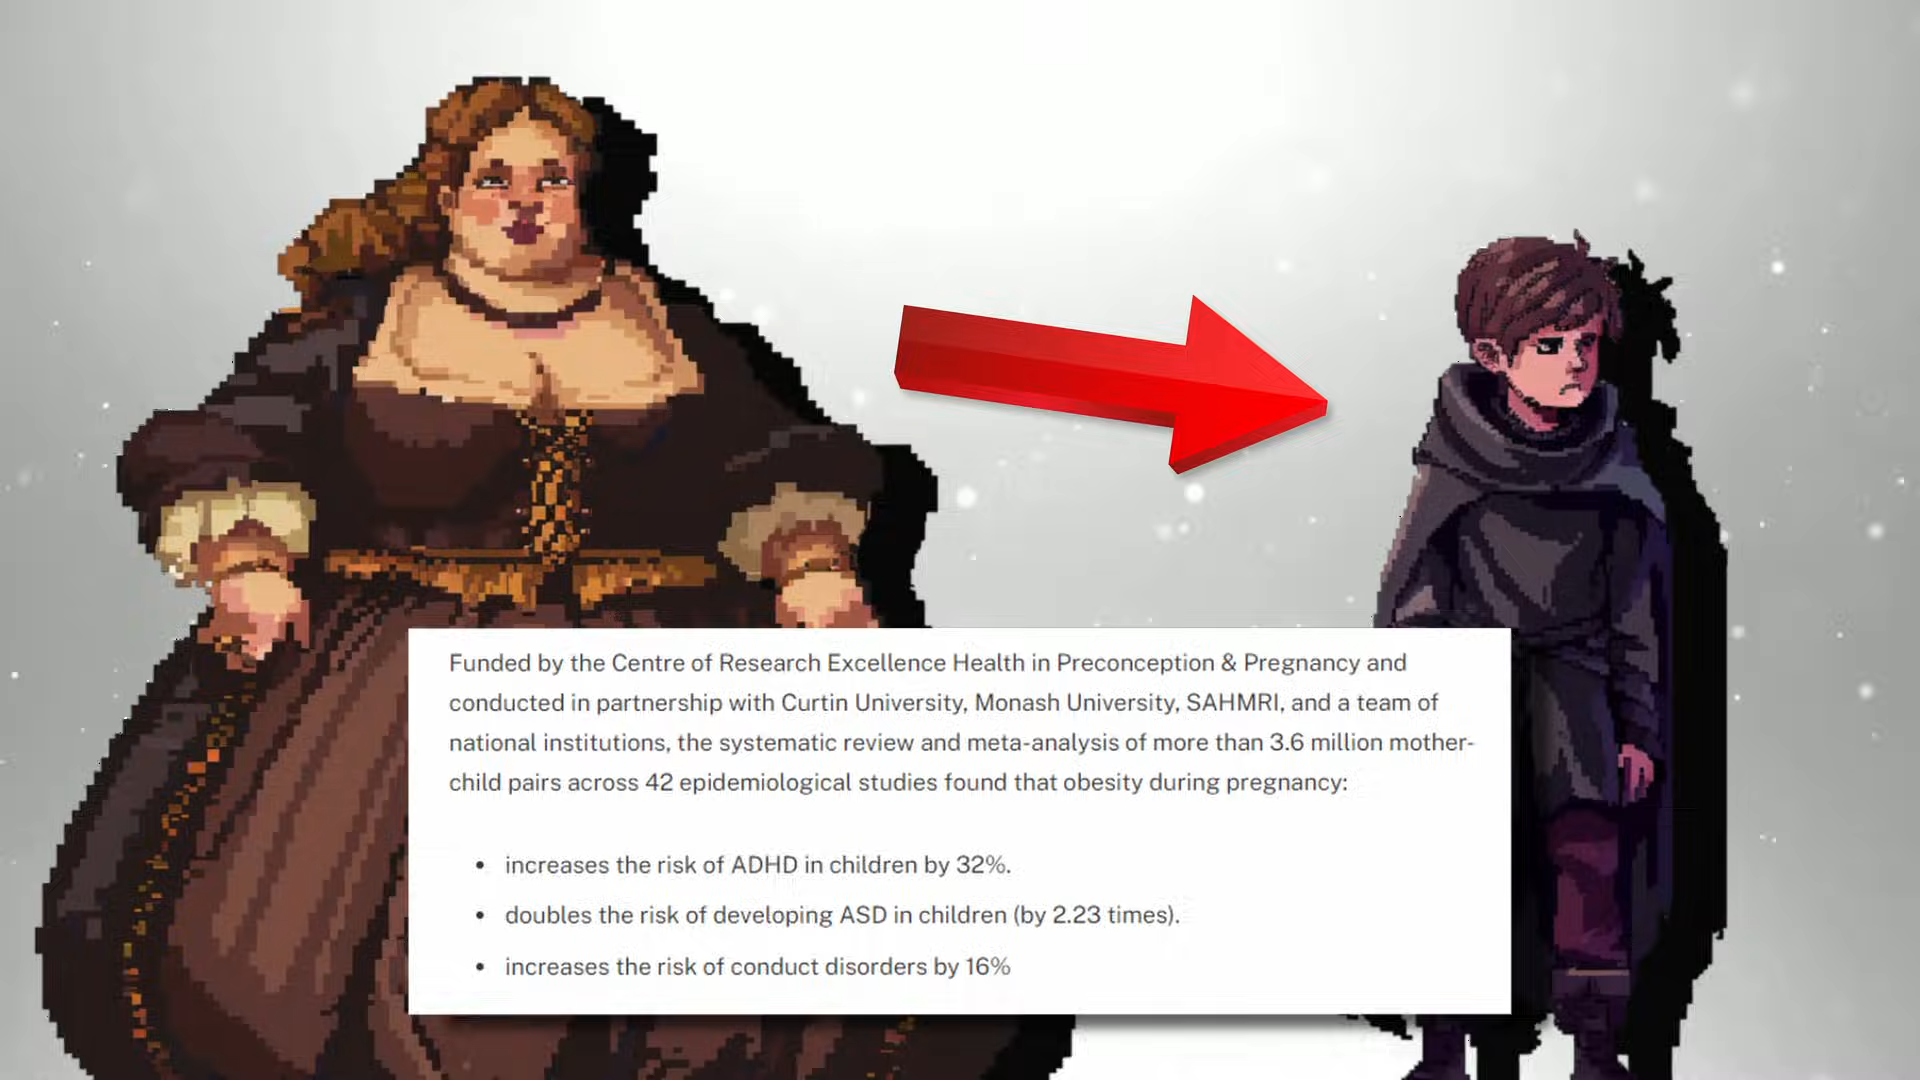 Funded by the Centre of Research Excellence Health in Preconception & Pregnancy and
conducted in partnership with Curtin University, Monash University, SAHMRI, and a team of
national institutions, the systematic review and meta-analysis of more than 3.6 million mother-
child pairs across 42 epidemiological studies found that obesity during pregnancy:
• increases the risk of ADHD in children by 32%.
• doubles the risk of developing ASD in children (by 2.23 times).
• increases the risk of conduct disorders by 16%